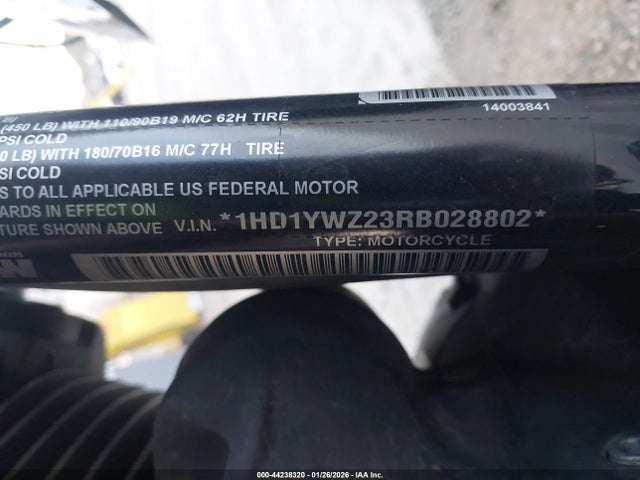 14003841
(450 LB) WITH 110/90B19 M/C 62H TIRE
PSI COLD
0 LB) WITH 180/70B16 M/C 77H TIRE
SI COLD
S TO ALL APPLICABLE US FEDERAL MOTOR
ARDS IN EFFECT ON
TURE SHOWN ABOVE V.I.N. *1HD1YWZ23RB028802*
TYPE: MOTORCYCLE
000-44238320 | 01/26/2026 | IAA Inc.